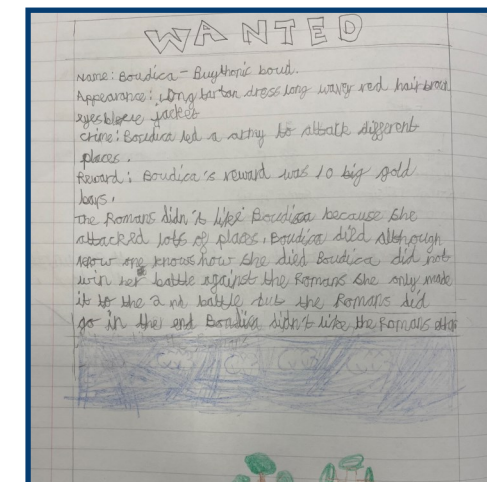 WANTED
Name: Boudica - Buythonic boud.
Appearance: long tartan dress long wavey red hair brown
eyes bloue jacket
crime: Boudica led a army to attack different
places.
Reward: Boudica's reward was 10 big gold
bays.
the Romans didn't like Boudica because she
attacked lots of places. Boudica died although
now one knows how she died Boudica did not
win her battle against the Romans she only made
it to the 2nd battle but the Romans did
go in the end Boudica didn't like the Romans